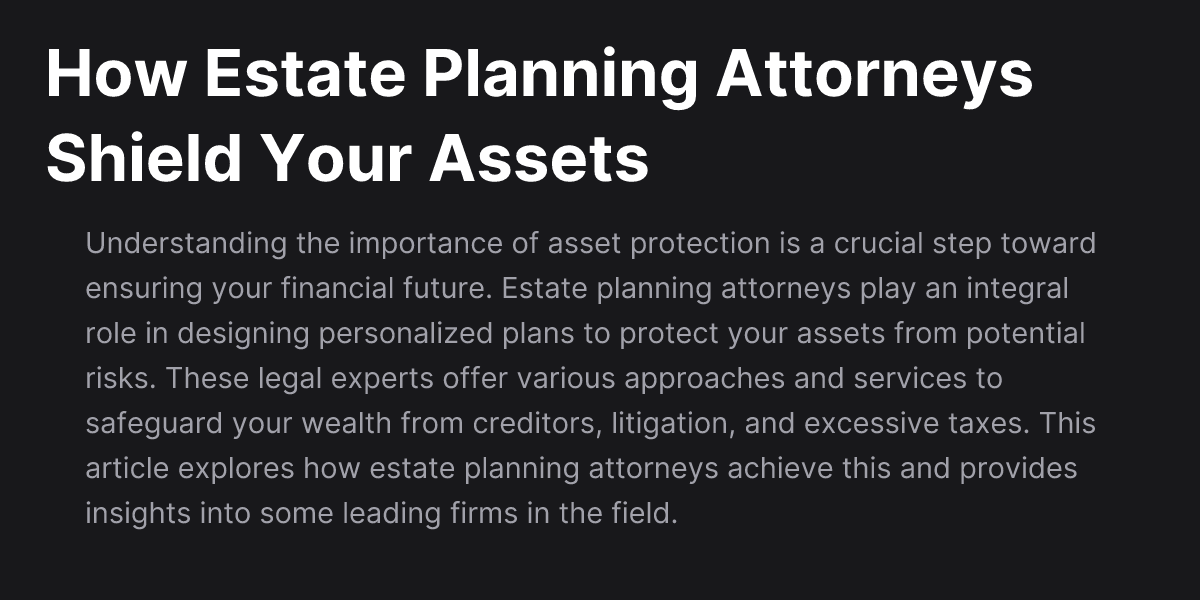 How Estate Planning Attorneys
Shield Your Assets
Understanding the importance of asset protection is a crucial step toward
ensuring your financial future. Estate planning attorneys play an integral
role in designing personalized plans to protect your assets from potential
risks. These legal experts offer various approaches and services to
safeguard your wealth from creditors, litigation, and excessive taxes. This
article explores how estate planning attorneys achieve this and provides
insights into some leading firms in the field.